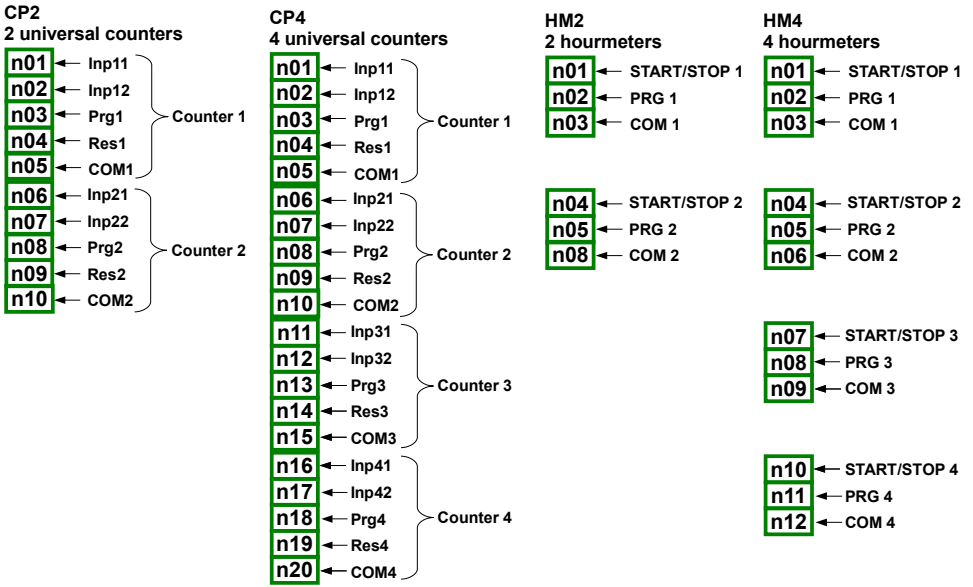 CP2
2 universal counters
n01 Inp11
n02 Inp12
n03 Prg1
n04 Res1
n05 COM1
Counter 1
n06 Inp21
n07 Inp22
n08 Prg2
n09 Res2
n10 COM2
Counter 2
CP4
4 universal counters
n01 Inp11
n02 Inp12
n03 Prg1
n04 Res1
n05 COM1
Counter 1
n06 Inp21
n07 Inp22
n08 Prg2
n09 Res2
n10 COM2
Counter 2
n11 Inp31
n12 Inp32
n13 Prg3
n14 Res3
n15 COM3
Counter 3
n16 Inp41
n17 Inp42
n18 Prg4
n19 Res4
n20 COM4
Counter 4
HM2
2 hourmeters
n01 START/STOP 1
n02 PRG 1
n03 COM 1
n04 START/STOP 2
n05 PRG 2
n08 COM 2
HM4
4 hourmeters
n01 START/STOP 1
n02 PRG 1
n03 COM 1
n04 START/STOP 2
n05 PRG 2
n06 COM 2
n07 START/STOP 3
n08 PRG 3
n09 COM 3
n10 START/STOP 4
n11 PRG 4
n12 COM 4